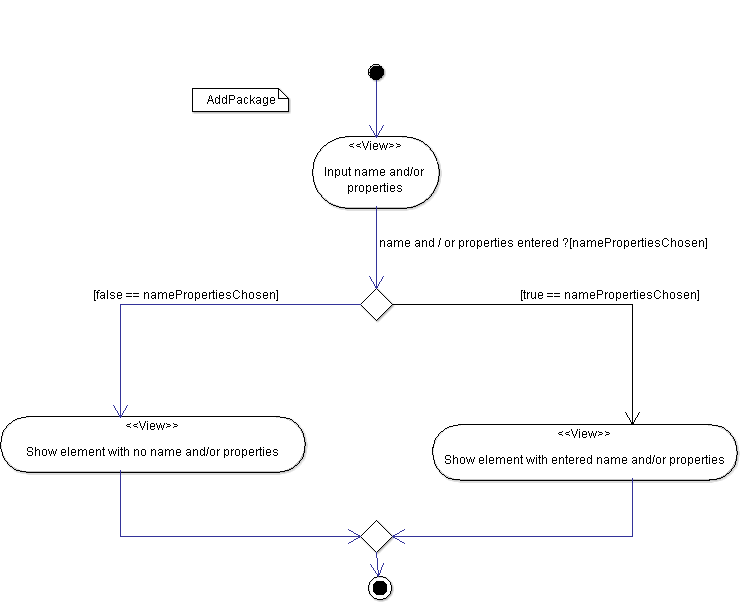 AddPackage
<<View>>
Input name and/or
properties
name and / or properties entered ?[namePropertiesChosen]
[false == namePropertiesChosen]
[true == namePropertiesChosen]
<<View>>
Show element with no name and/or properties
<<View>>
Show element with entered name and/or properties